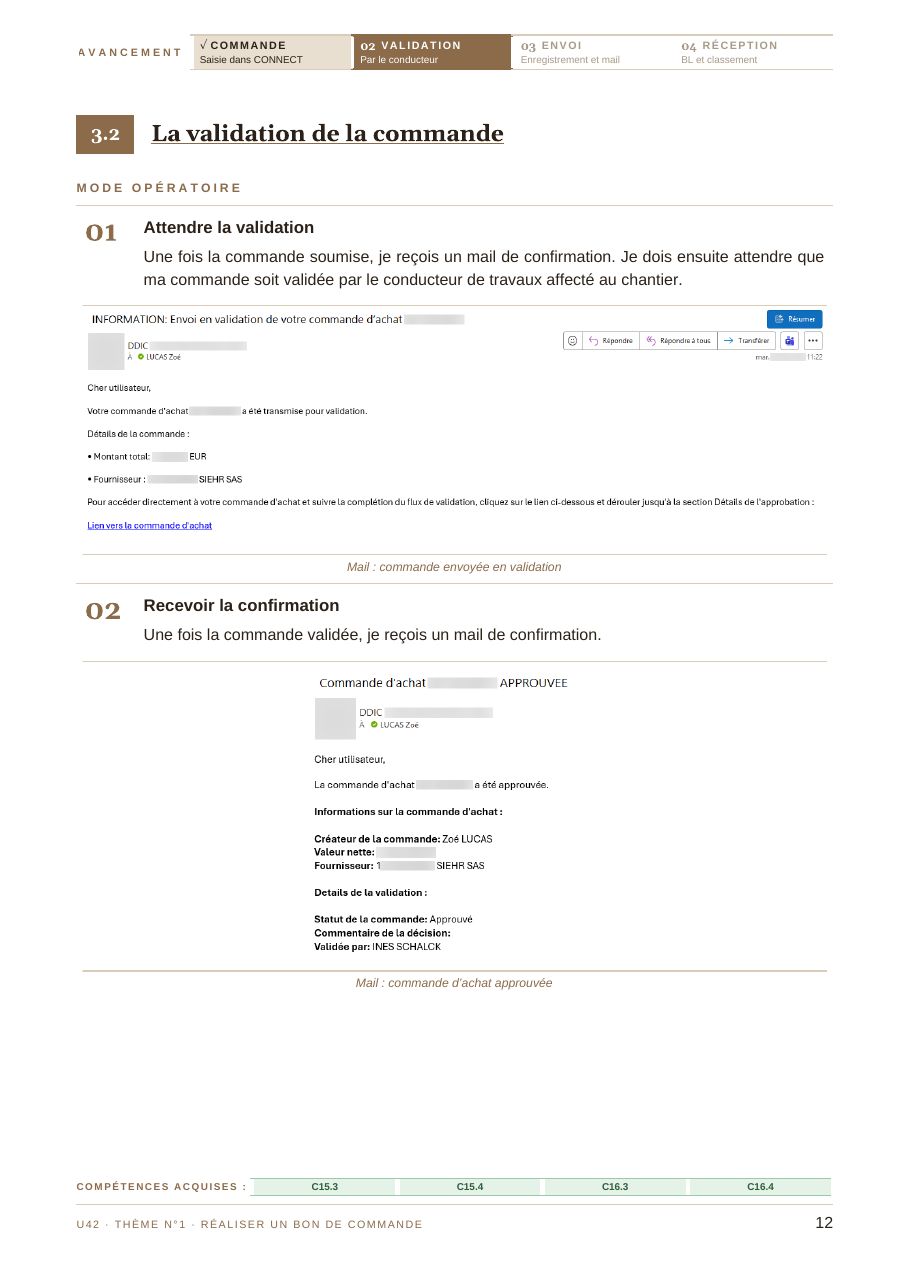 AVANCEMENT
√ COMMANDE
Saisie dans CONNECT
02 VALIDATION
Par le conducteur
03 ENVOI
Enregistrement et mail
04 RÉCEPTION
BL et classement
3.2 La validation de la commande
MODE OPÉRATOIRE
01 Attendre la validation
Une fois la commande soumise, je reçois un mail de confirmation. Je dois ensuite attendre que
ma commande soit validée par le conducteur de travaux affecté au chantier.
INFORMATION: Envoi en validation de votre commande d'achat
Résumer
DDIC
À LUCAS Zoé
Répondre
Répondre à tous
Transférer
mar. 11:22
Cher utilisateur,
Votre commande d'achat a été transmise pour validation.
Détails de la commande :
• Montant total: EUR
• Fournisseur : SIEHR SAS
Pour accéder directement à votre commande d'achat et suivre la complétion du flux de validation, cliquez sur le lien ci-dessous et dérouler jusqu'à la section Détails de l'approbation :
Lien vers la commande d'achat
Mail : commande envoyée en validation
02 Recevoir la confirmation
Une fois la commande validée, je reçois un mail de confirmation.
Commande d'achat APPROUVEE
DDIC
À LUCAS Zoé
Cher utilisateur,
La commande d'achat a été approuvée.
Informations sur la commande d'achat :
Créateur de la commande: Zoé LUCAS
Valeur nette:
Fournisseur: 1 SIEHR SAS
Details de la validation :
Statut de la commande: Approuvé
Commentaire de la décision:
Validée par: INES SCHALCK
Mail : commande d'achat approuvée
COMPÉTENCES ACQUISES : C15.3 C15.4 C16.3 C16.4
U42 · THÈME N°1 · RÉALISER UN BON DE COMMANDE
12